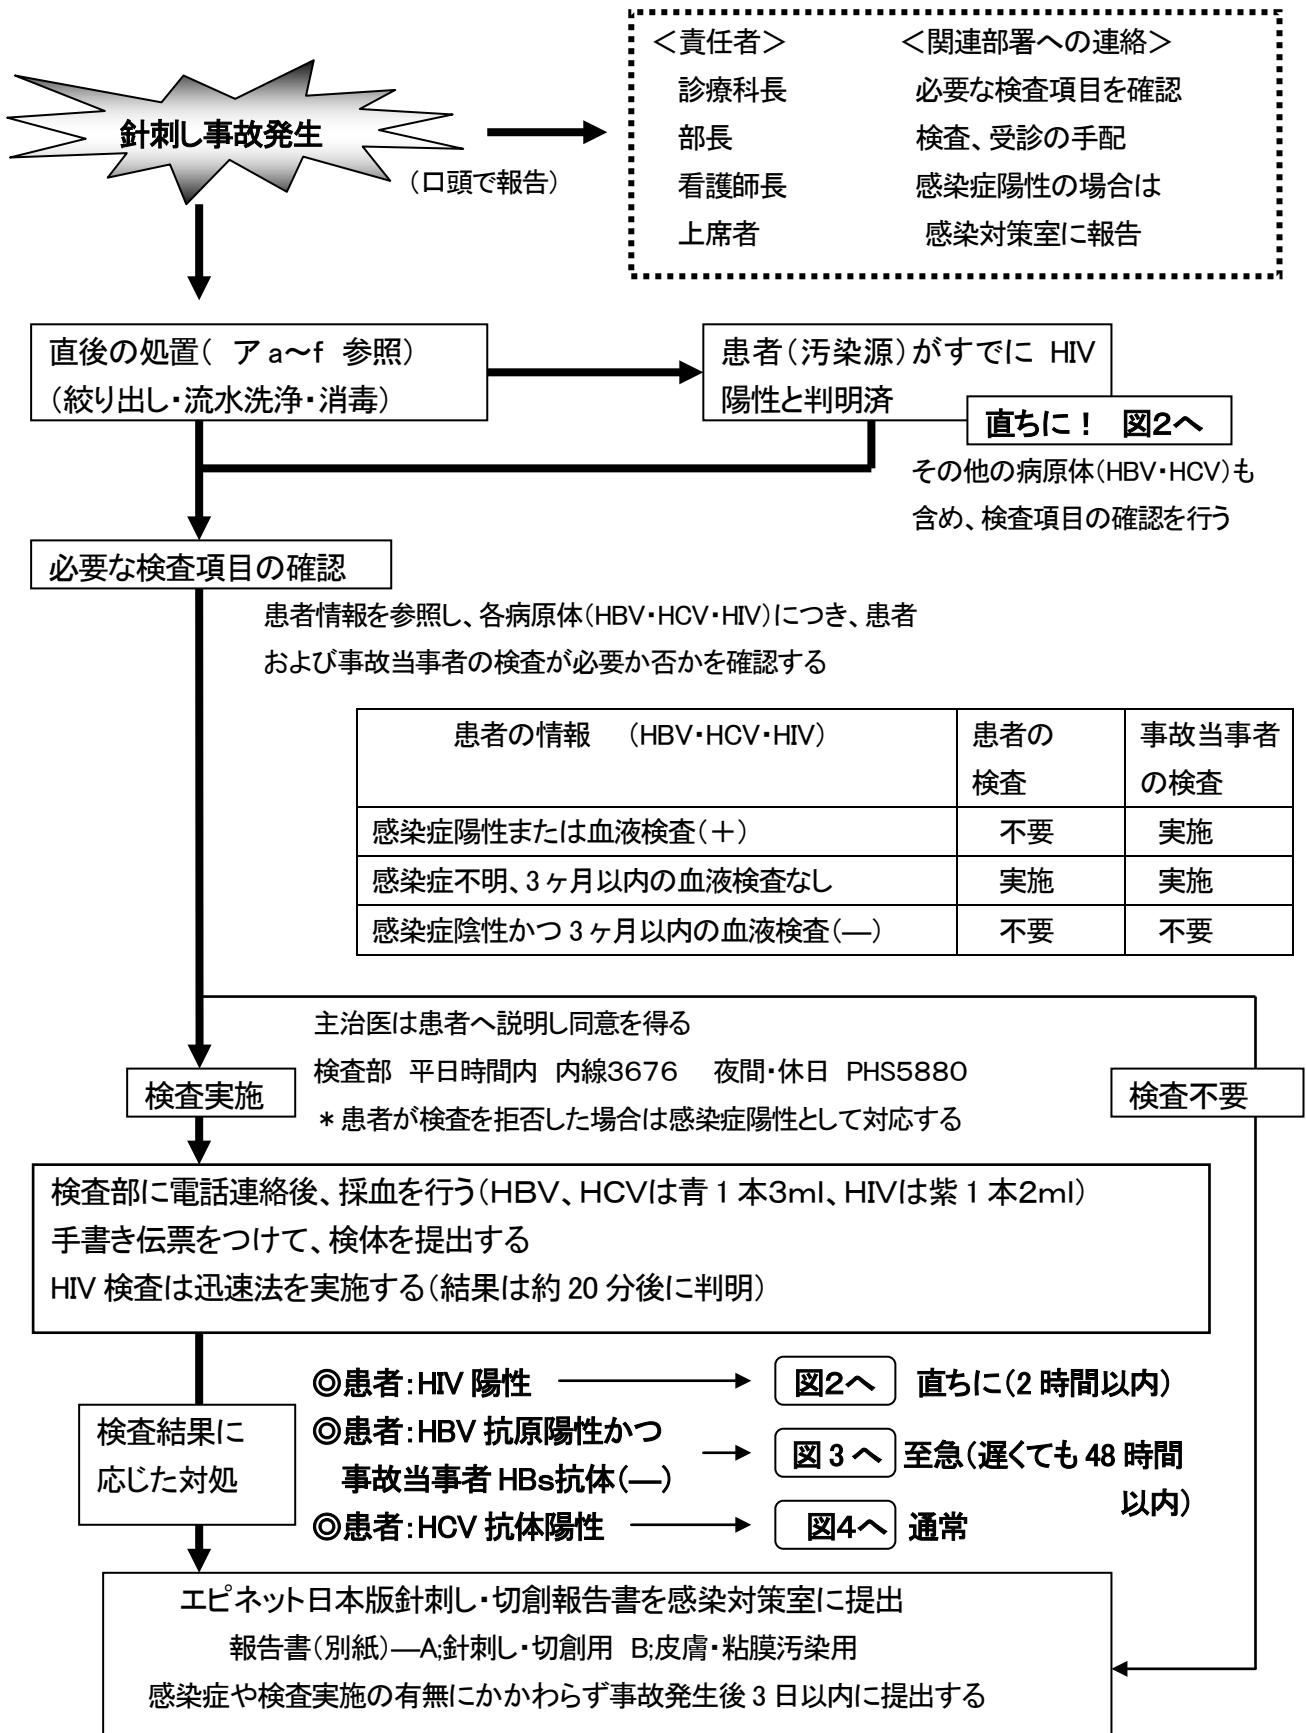 ＜責任者＞　＜関連部署への連絡＞
診療科長　必要な検査項目を確認
部長　検査、受診の手配
看護師長　感染症陽性の場合は
上席者　感染対策室に報告
針刺し事故発生
（口頭で報告）
直後の処置（　ア a～f　参照）
（絞り出し・流水洗浄・消毒）
患者（汚染源）がすでに HIV
陽性と判明済
直ちに！　図2へ
その他の病原体（HBV・HCV）も
含め、検査項目の確認を行う
必要な検査項目の確認
患者情報を参照し、各病原体（HBV・HCV・HIV）につき、患者
および事故当事者の検査が必要か否かを確認する
患者の情報　（HBV・HCV・HIV）　患者の　事故当事者
検査　の検査
感染症陽性または血液検査（＋）　不要　実施
感染症不明、3ヶ月以内の血液検査なし　実施　実施
感染症陰性かつ3ヶ月以内の血液検査（―）　不要　不要
主治医は患者へ説明し同意を得る
検査部　平日時間内　内線3676　夜間・休日　PHS5880
＊患者が検査を拒否した場合は感染症陽性として対応する
検査実施
検査不要
検査部に電話連絡後、採血を行う（HBV、HCVは青1本3ml、HIVは紫1本2ml）
手書き伝票をつけて、検体を提出する
HIV 検査は迅速法を実施する（結果は約20分後に判明）
検査結果に
応じた対処
◎患者：HIV 陽性　図2へ　直ちに（2時間以内）
◎患者：HBV 抗原陽性かつ
事故当事者 HBs抗体（―）　図3へ　至急（遅くても48時間
以内）
◎患者：HCV 抗体陽性　図4へ　通常
エピネット日本版針刺し・切創報告書を感染対策室に提出
報告書（別紙）―A;針刺し・切創用　B;皮膚・粘膜汚染用
感染症や検査実施の有無にかかわらず事故発生後3日以内に提出する